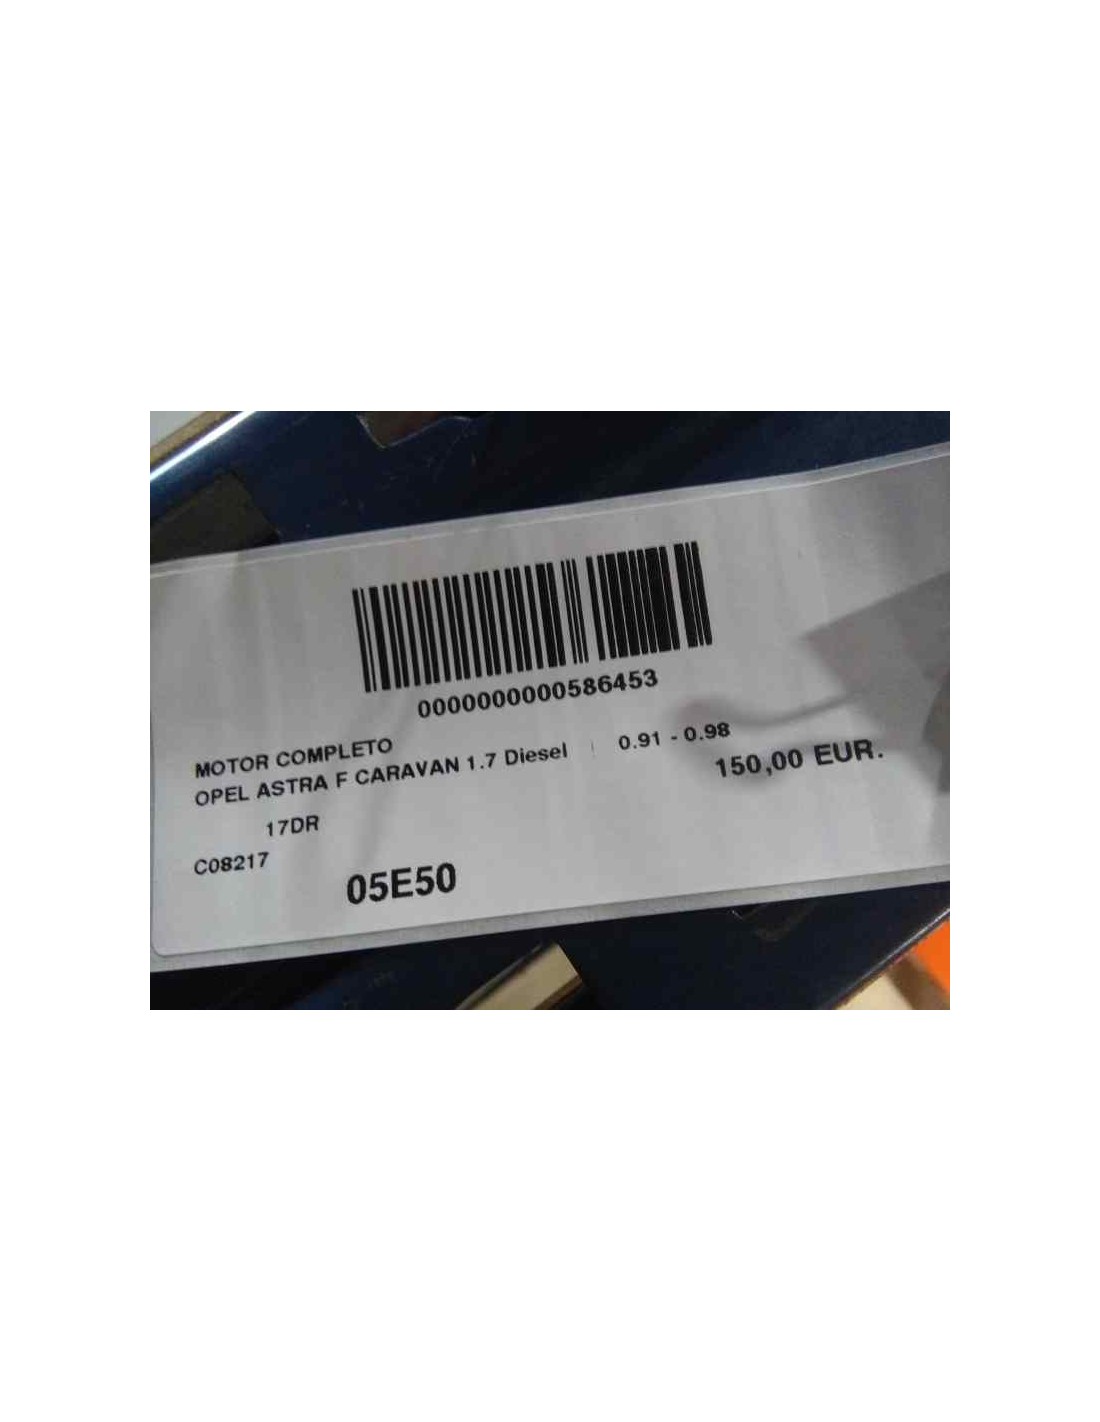 0000000000586453
MOTOR COMPLETO
OPEL ASTRA F CARAVAN 1.7 Diesel | 0.91 - 0.98
150,00 EUR.
17DR
C08217
05E50